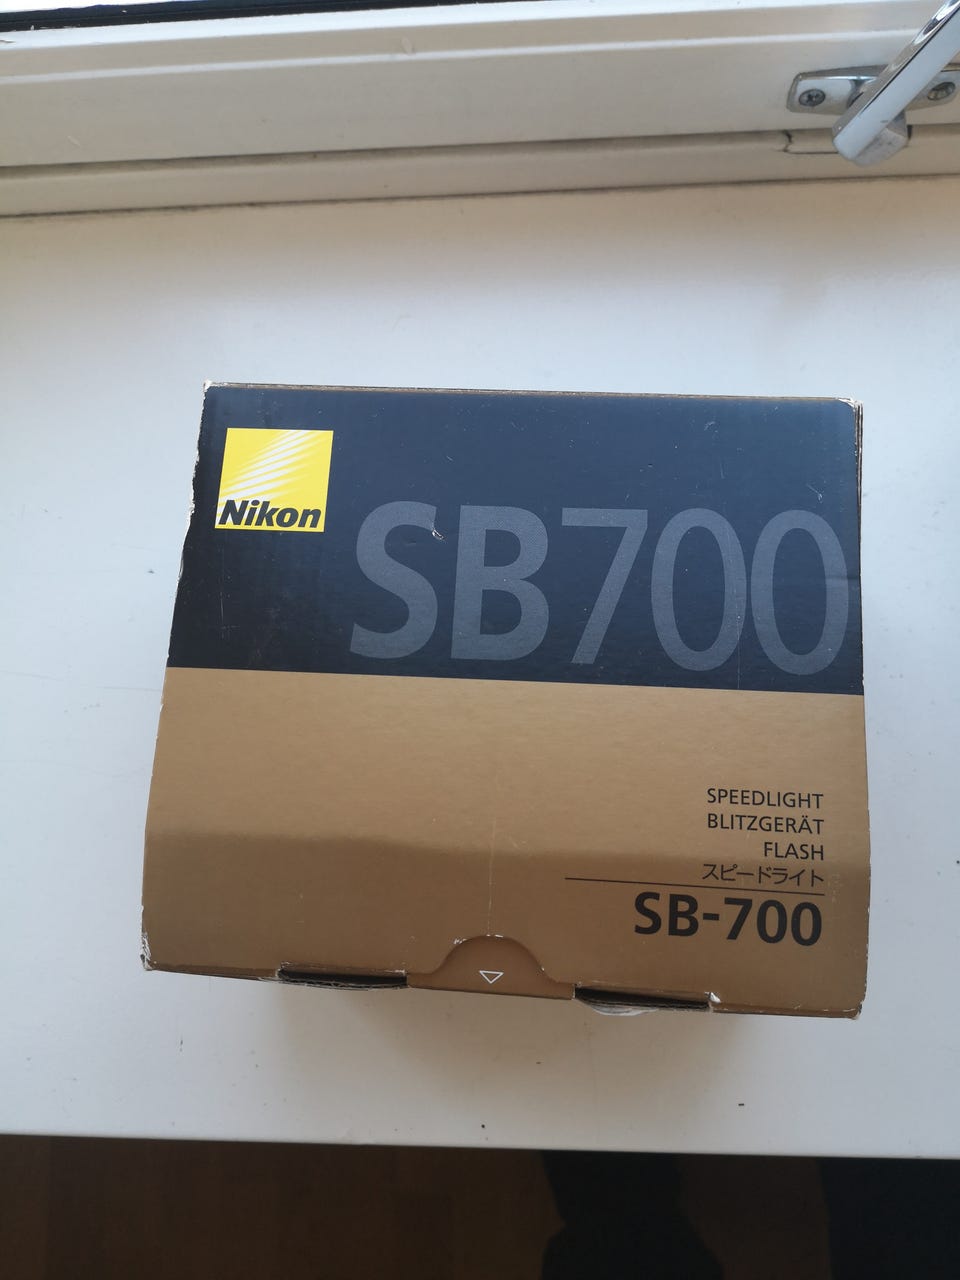 Nikon
SB700
SPEEDLIGHT
BLITZGERÄT
FLASH
スピードライト
SB-700